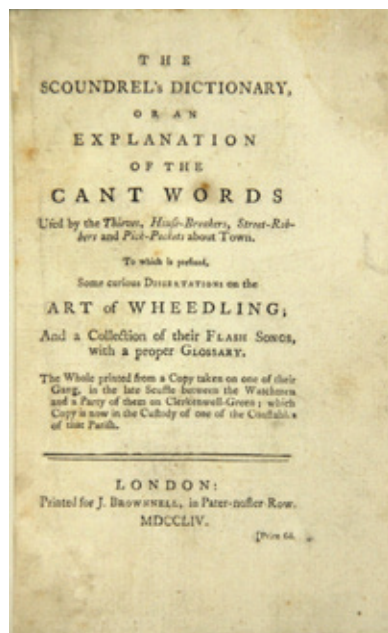 THE
SCOUNDREL's DICTIONARY,
OR AN
EXPLANATION
OF THE
CANT WORDS
Used by the Thieves, House-Breakers, Street-Rob-
bers and Pick-Pockets about Town.
To which is prefixed,
Some curious DISSERTATIONS on the
ART of WHEEDLING;
And a Collection of their FLASH SONGS,
with a proper GLOSSARY.
The Whole printed from a Copy taken on one of their
Gang, in the late Scuffle between the Watchmen
and a Party of them on Clerkenwell-Green; which
Copy is now in the Custody of one of the Constables
of that Parish.
LONDON:
Printed for J. BROWNNELL, in Pater-noster Row.
MDCCLIV.
[Price 6d.